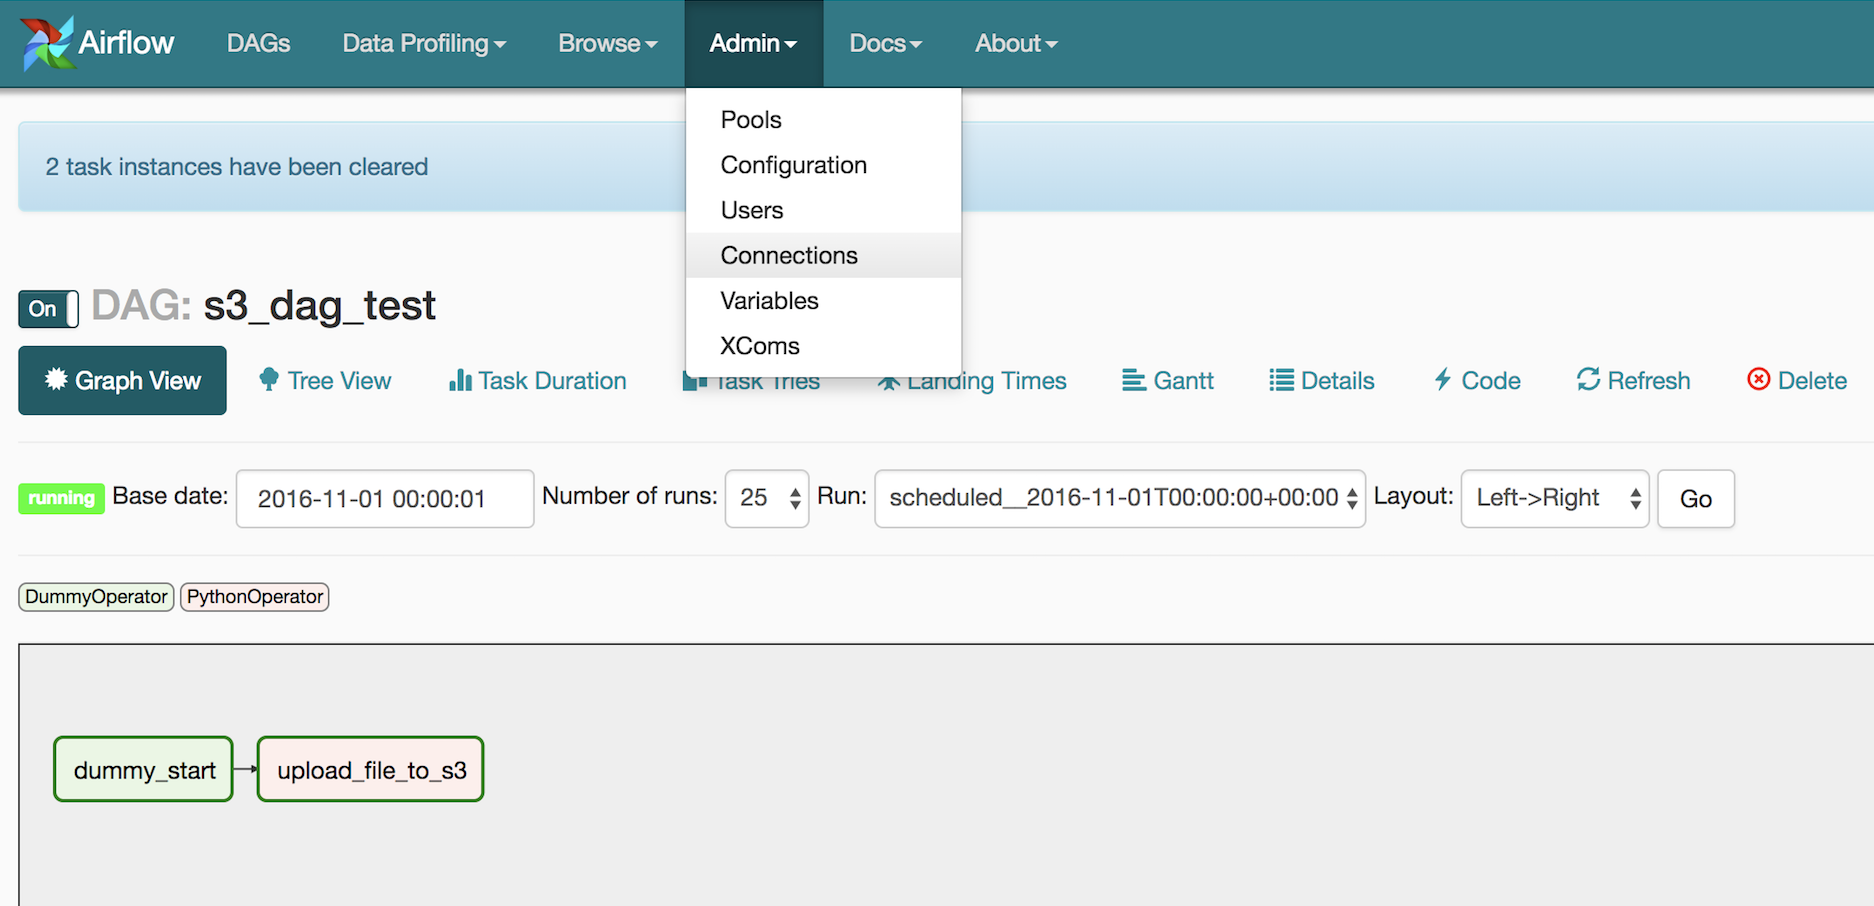 Airflow DAGs Data Profiling Browse Admin Docs About
Pools
Configuration
Users
Connections
Variables
XComs
2 task instances have been cleared
On DAG: s3_dag_test
Graph View Tree View Task Duration Task Tries Landing Times Gantt Details Code Refresh Delete
running Base date: 2016-11-01 00:00:01 Number of runs: 25 Run: scheduled__2016-11-01T00:00:00+00:00 Layout: Left->Right Go
DummyOperator PythonOperator
dummy_start upload_file_to_s3